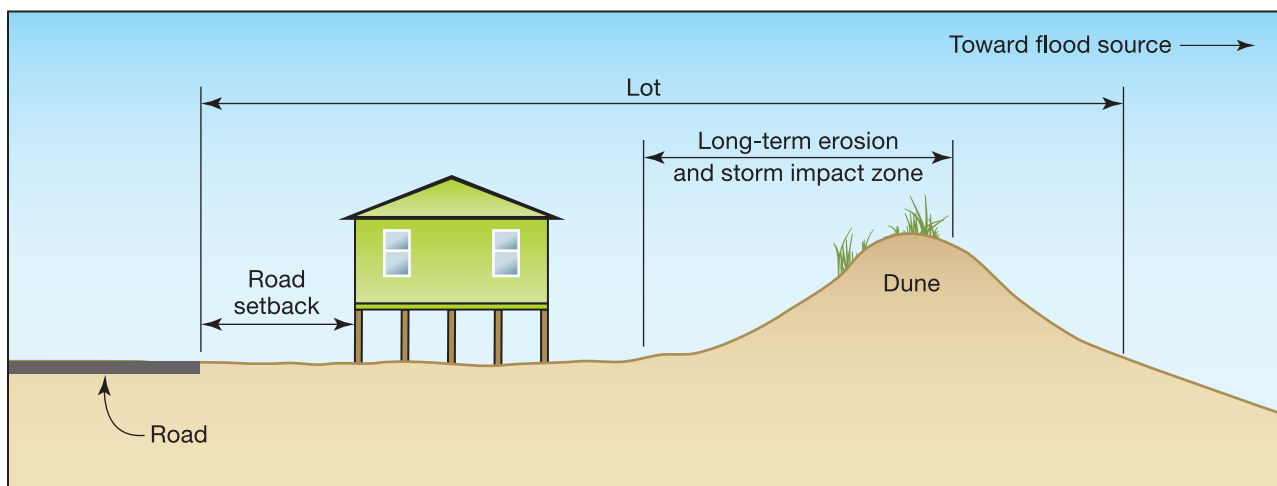 Toward flood source
Lot
Long-term erosion
and storm impact zone
Road
setback
Dune
Road